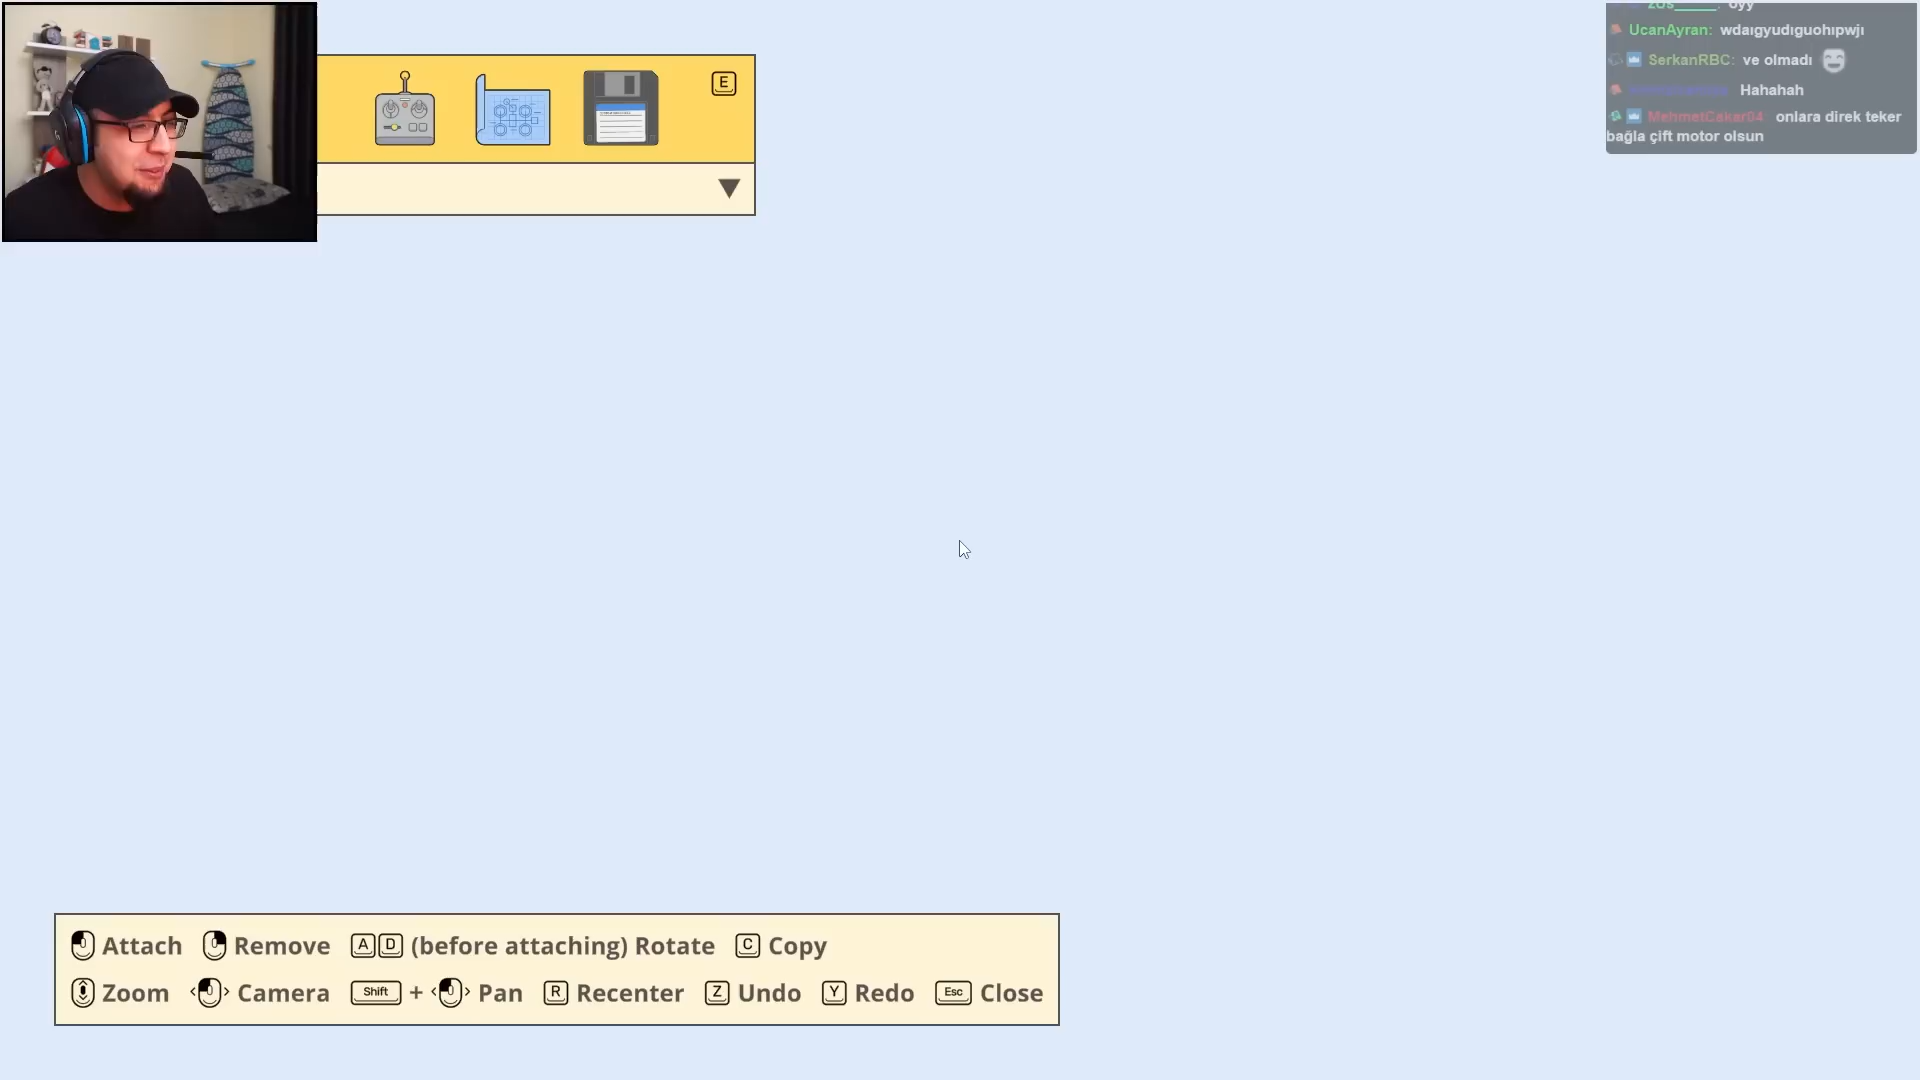 E
UcanAyran: wdaıgyudıguohıpwjı
SerkanRBC: ve olmadı
Hahahah
MehmetCakar04 onlara direk teker
bağla çift motor olsun
Attach Remove A D (before attaching) Rotate C Copy
Zoom Camera Shift + Pan R Recenter Z Undo Y Redo Esc Close